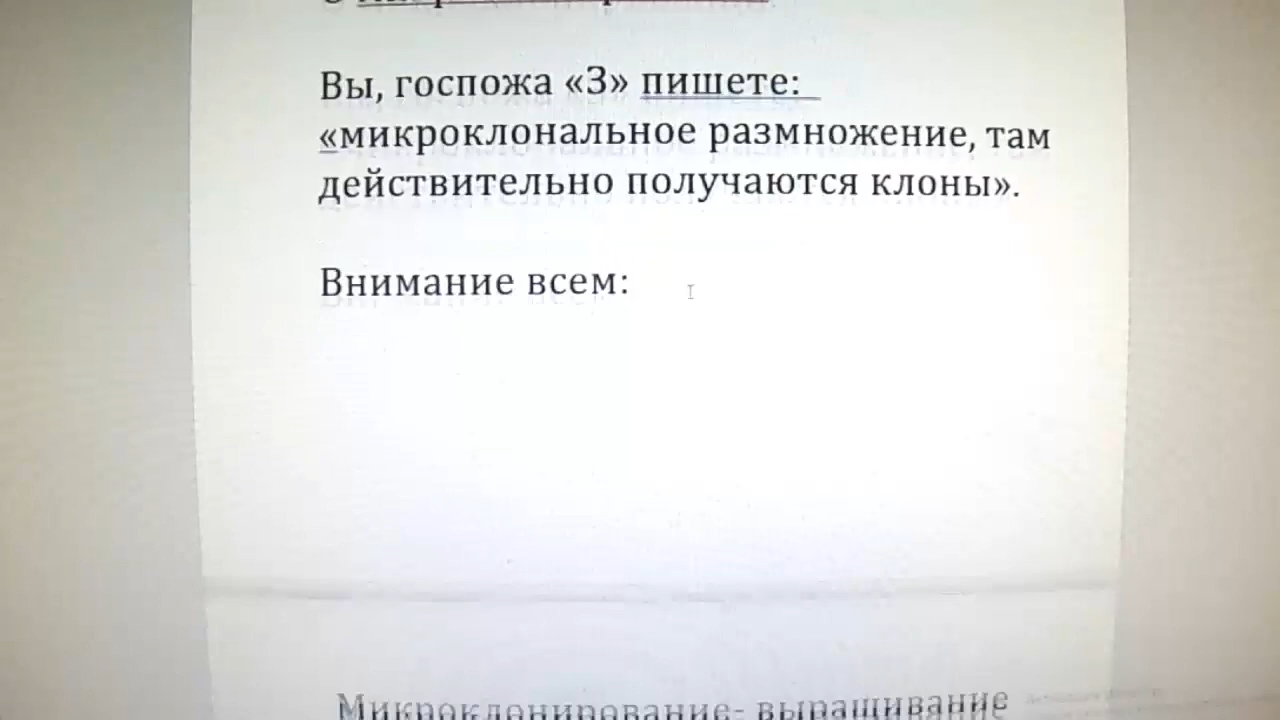 Вы, госпожа «З» пишете:
«микроклональное размножение, там
действительно получаются клоны».
Внимание всем:
Микроклонирование- выращивание